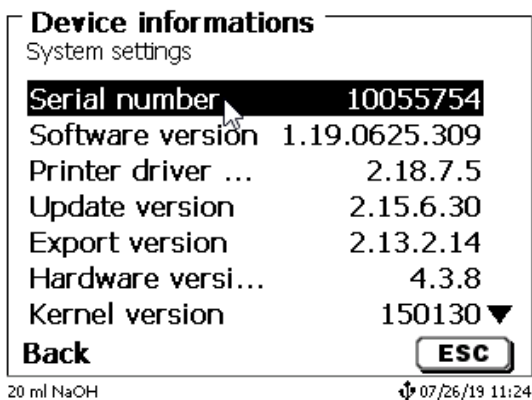 Device informations
System settings
Serial number 10055754
Software version 1.19.0625.309
Printer driver ... 2.18.7.5
Update version 2.15.6.30
Export version 2.13.2.14
Hardware versi... 4.3.8
Kernel version 150130
Back ESC
20 ml NaOH 07/26/19 11:24